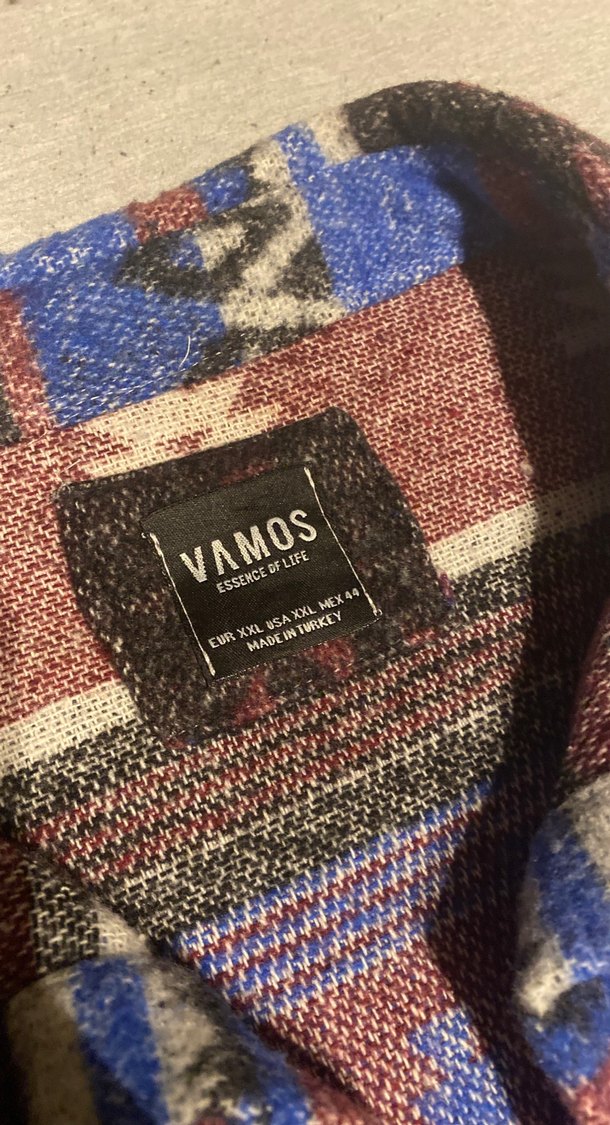 VAMOS
ESSENCE OF LIFE
EUR XXL USA XXL MEX 44
MADE IN TURKEY